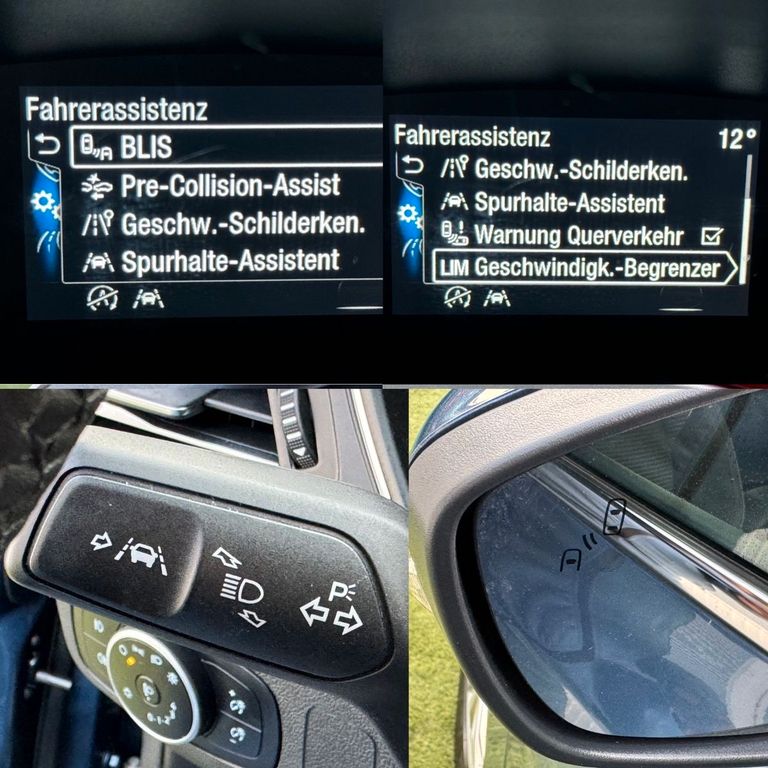 Fahrerassistenz
BLIS
Pre-Collision-Assist
Geschw.-Schilderken.
Spurhalte-Assistent
Fahrerassistenz 12°
Geschw.-Schilderken.
Spurhalte-Assistent
Warnung Querverkehr
LIM Geschwindigk.-Begrenzer
P